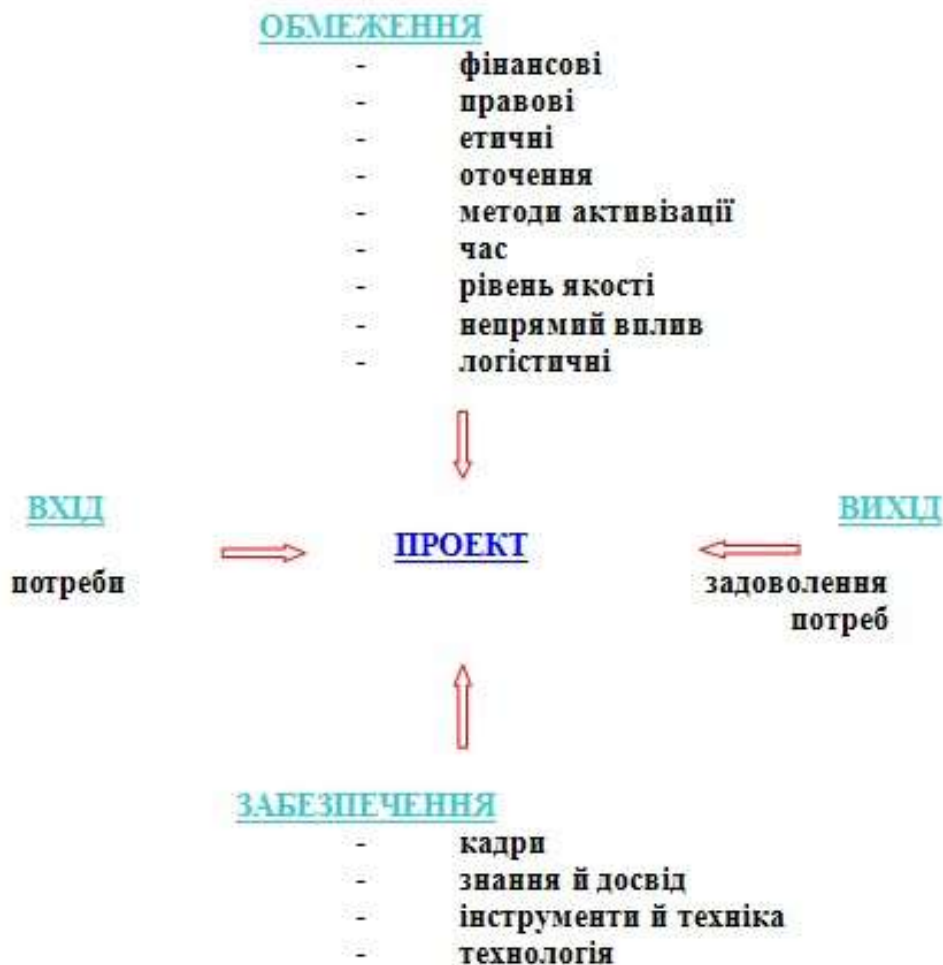 ОБМЕЖЕННЯ
- фінансові
- правові
- етичні
- оточення
- методи активізації
- час
- рівень якості
- непрямий вплив
- логістичні
ВХІД
ВИХІД
ПРОЕКТ
потреби
задоволення
потреб
ЗАБЕЗПЕЧЕННЯ
- кадри
- знання й досвід
- інструменти й техніка
- технологія